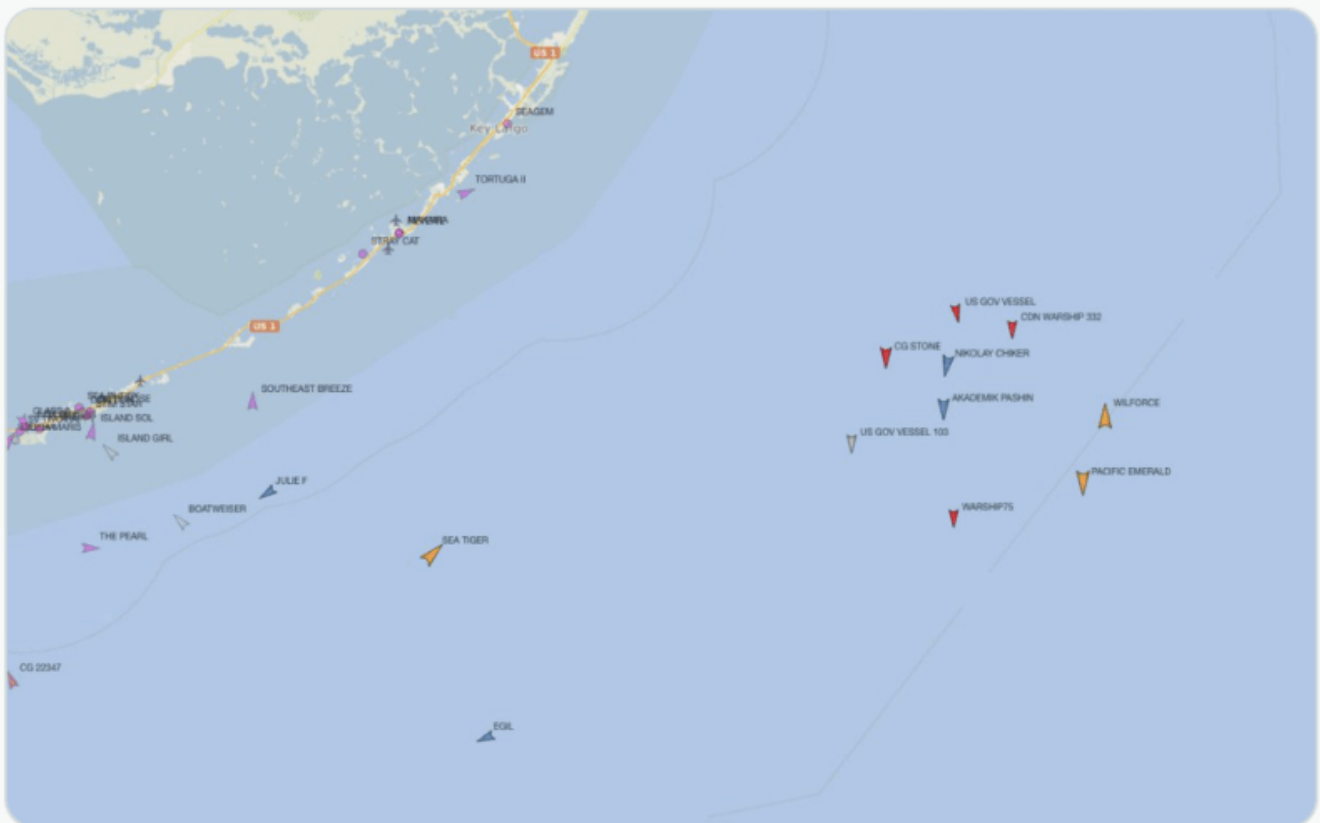 US 1
SEAGEM
Key Largo
TORTUGA II
STRAY CAT
US GOV VESSEL
CDN WARSHIP 332
US 1
CG STONE
NIKOLAY CHIKER
SOUTHEAST BREEZE
AKADEMIK PASHIN
WILFORCE
ISLAND SOL
US GOV VESSEL 103
ISLAND GIRL
PACIFIC EMERALD
JULIE F
BOATWEISER
WARSHIP75
THE PEARL
SEA TIGER
CG 22347
EGIL